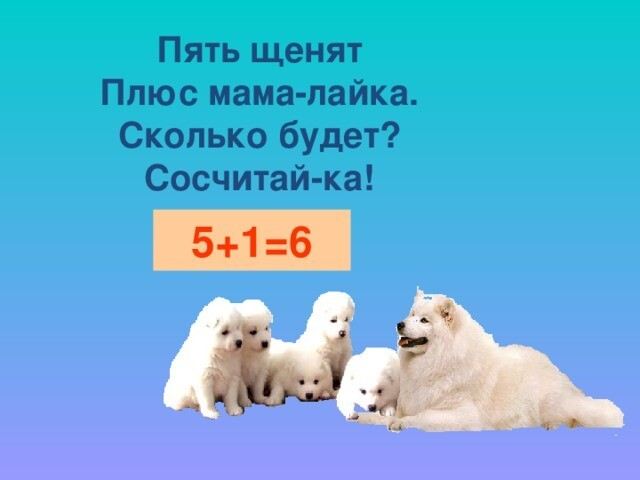 Пять щенят
Плюс мама-лайка.
Сколько будет?
Сосчитай-ка!
5+1=6